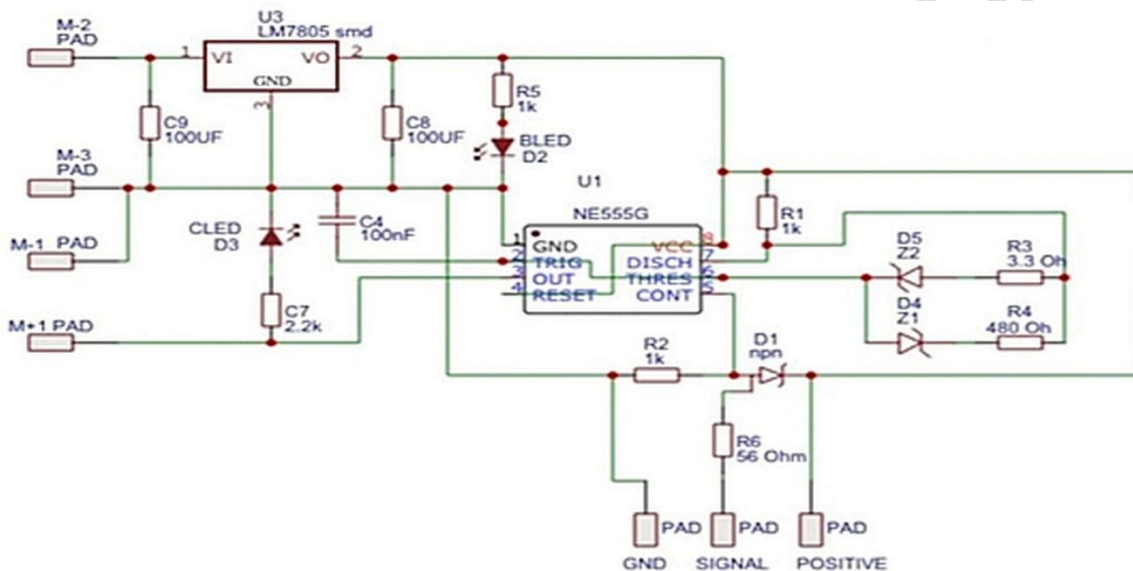 M-2
PAD
U3
LM7805 smd
1
VI
VO
2
GND
3
C9
100UF
C8
100UF
R5
1k
BLED
D2
M-3
PAD
M-1 PAD
CLED
D3
C4
100nF
C7
2.2k
M+1 PAD
U1
NE555G
1
GND
VCC
8
2
TRIG
DISCH
7
3
OUT
THRES
6
4
RESET
CONT
5
R1
1k
D5
Z2
R3
3.3 Oh
D4
Z1
R4
480 Oh
R2
1k
D1
npn
R6
56 Ohm
PAD
PAD
PAD
GND
SIGNAL
POSITIVE